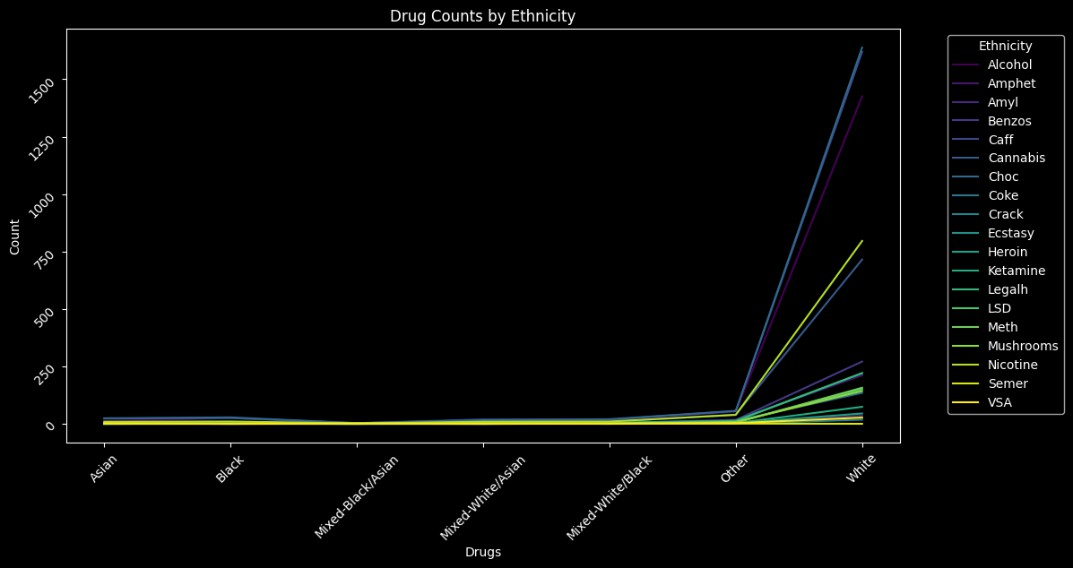 Drug Counts by Ethnicity
Count
1500
1250
1000
750
500
250
0
Asian
Black
Mixed-Black/Asian
Mixed-White/Asian
Mixed-White/Black
Other
White
Drugs
Ethnicity
Alcohol
Amphet
Amyl
Benzos
Caff
Cannabis
Choc
Coke
Crack
Ecstasy
Heroin
Ketamine
Legalh
LSD
Meth
Mushrooms
Nicotine
Semer
VSA